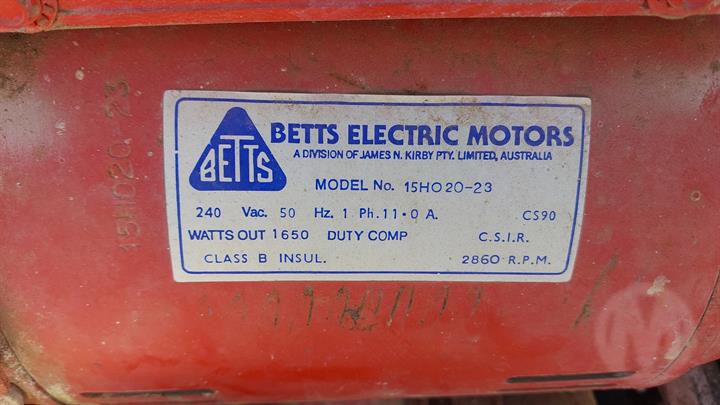 BETTS
BETTS ELECTRIC MOTORS
A DIVISION OF JAMES N. KIRBY PTY. LIMITED, AUSTRALIA
MODEL No. 15HO20-23
240 Vac. 50 Hz. 1 Ph. 11·0 A. CS90
WATTS OUT 1650 DUTY COMP C.S.I.R.
CLASS B INSUL. 2860 R.P.M.
15H020-23